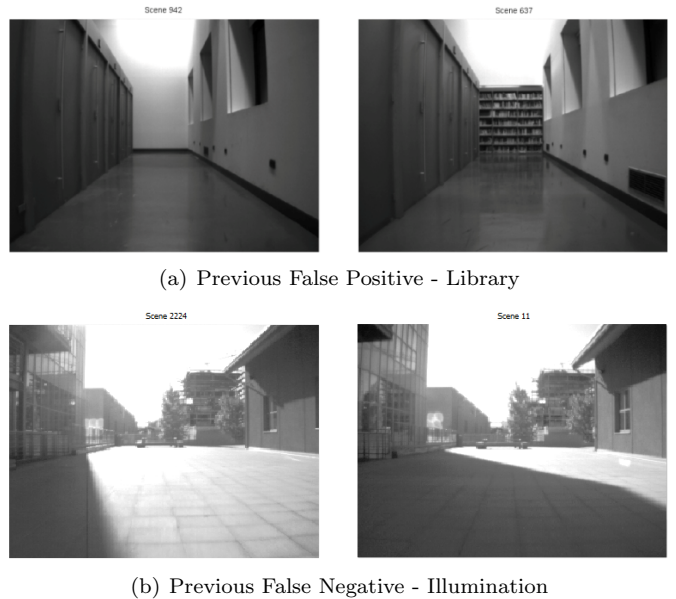 Scene 942
Scene 637
(a) Previous False Positive - Library
Scene 2224
Scene 11
(b) Previous False Negative - Illumination